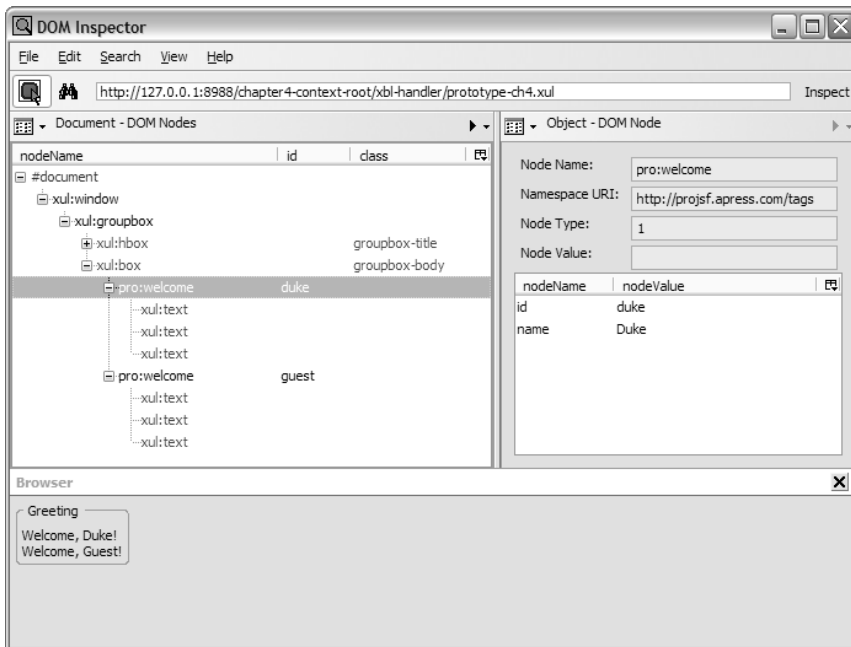 DOM Inspector
File Edit Search View Help
http://127.0.0.1:8988/chapter4-context-root/xbl-handler/prototype-ch4.xul Inspect
Document - DOM Nodes
nodeName id class
#document
xul:window
xul:groupbox
xul:hbox groupbox-title
xul:box groupbox-body
pro:welcome duke
xul:text
xul:text
xul:text
pro:welcome guest
xul:text
xul:text
xul:text
Object - DOM Node
Node Name: pro:welcome
Namespace URI: http://projsf.apress.com/tags
Node Type: 1
Node Value:
nodeName nodeValue
id duke
name Duke
Browser
Greeting
Welcome, Duke!
Welcome, Guest!